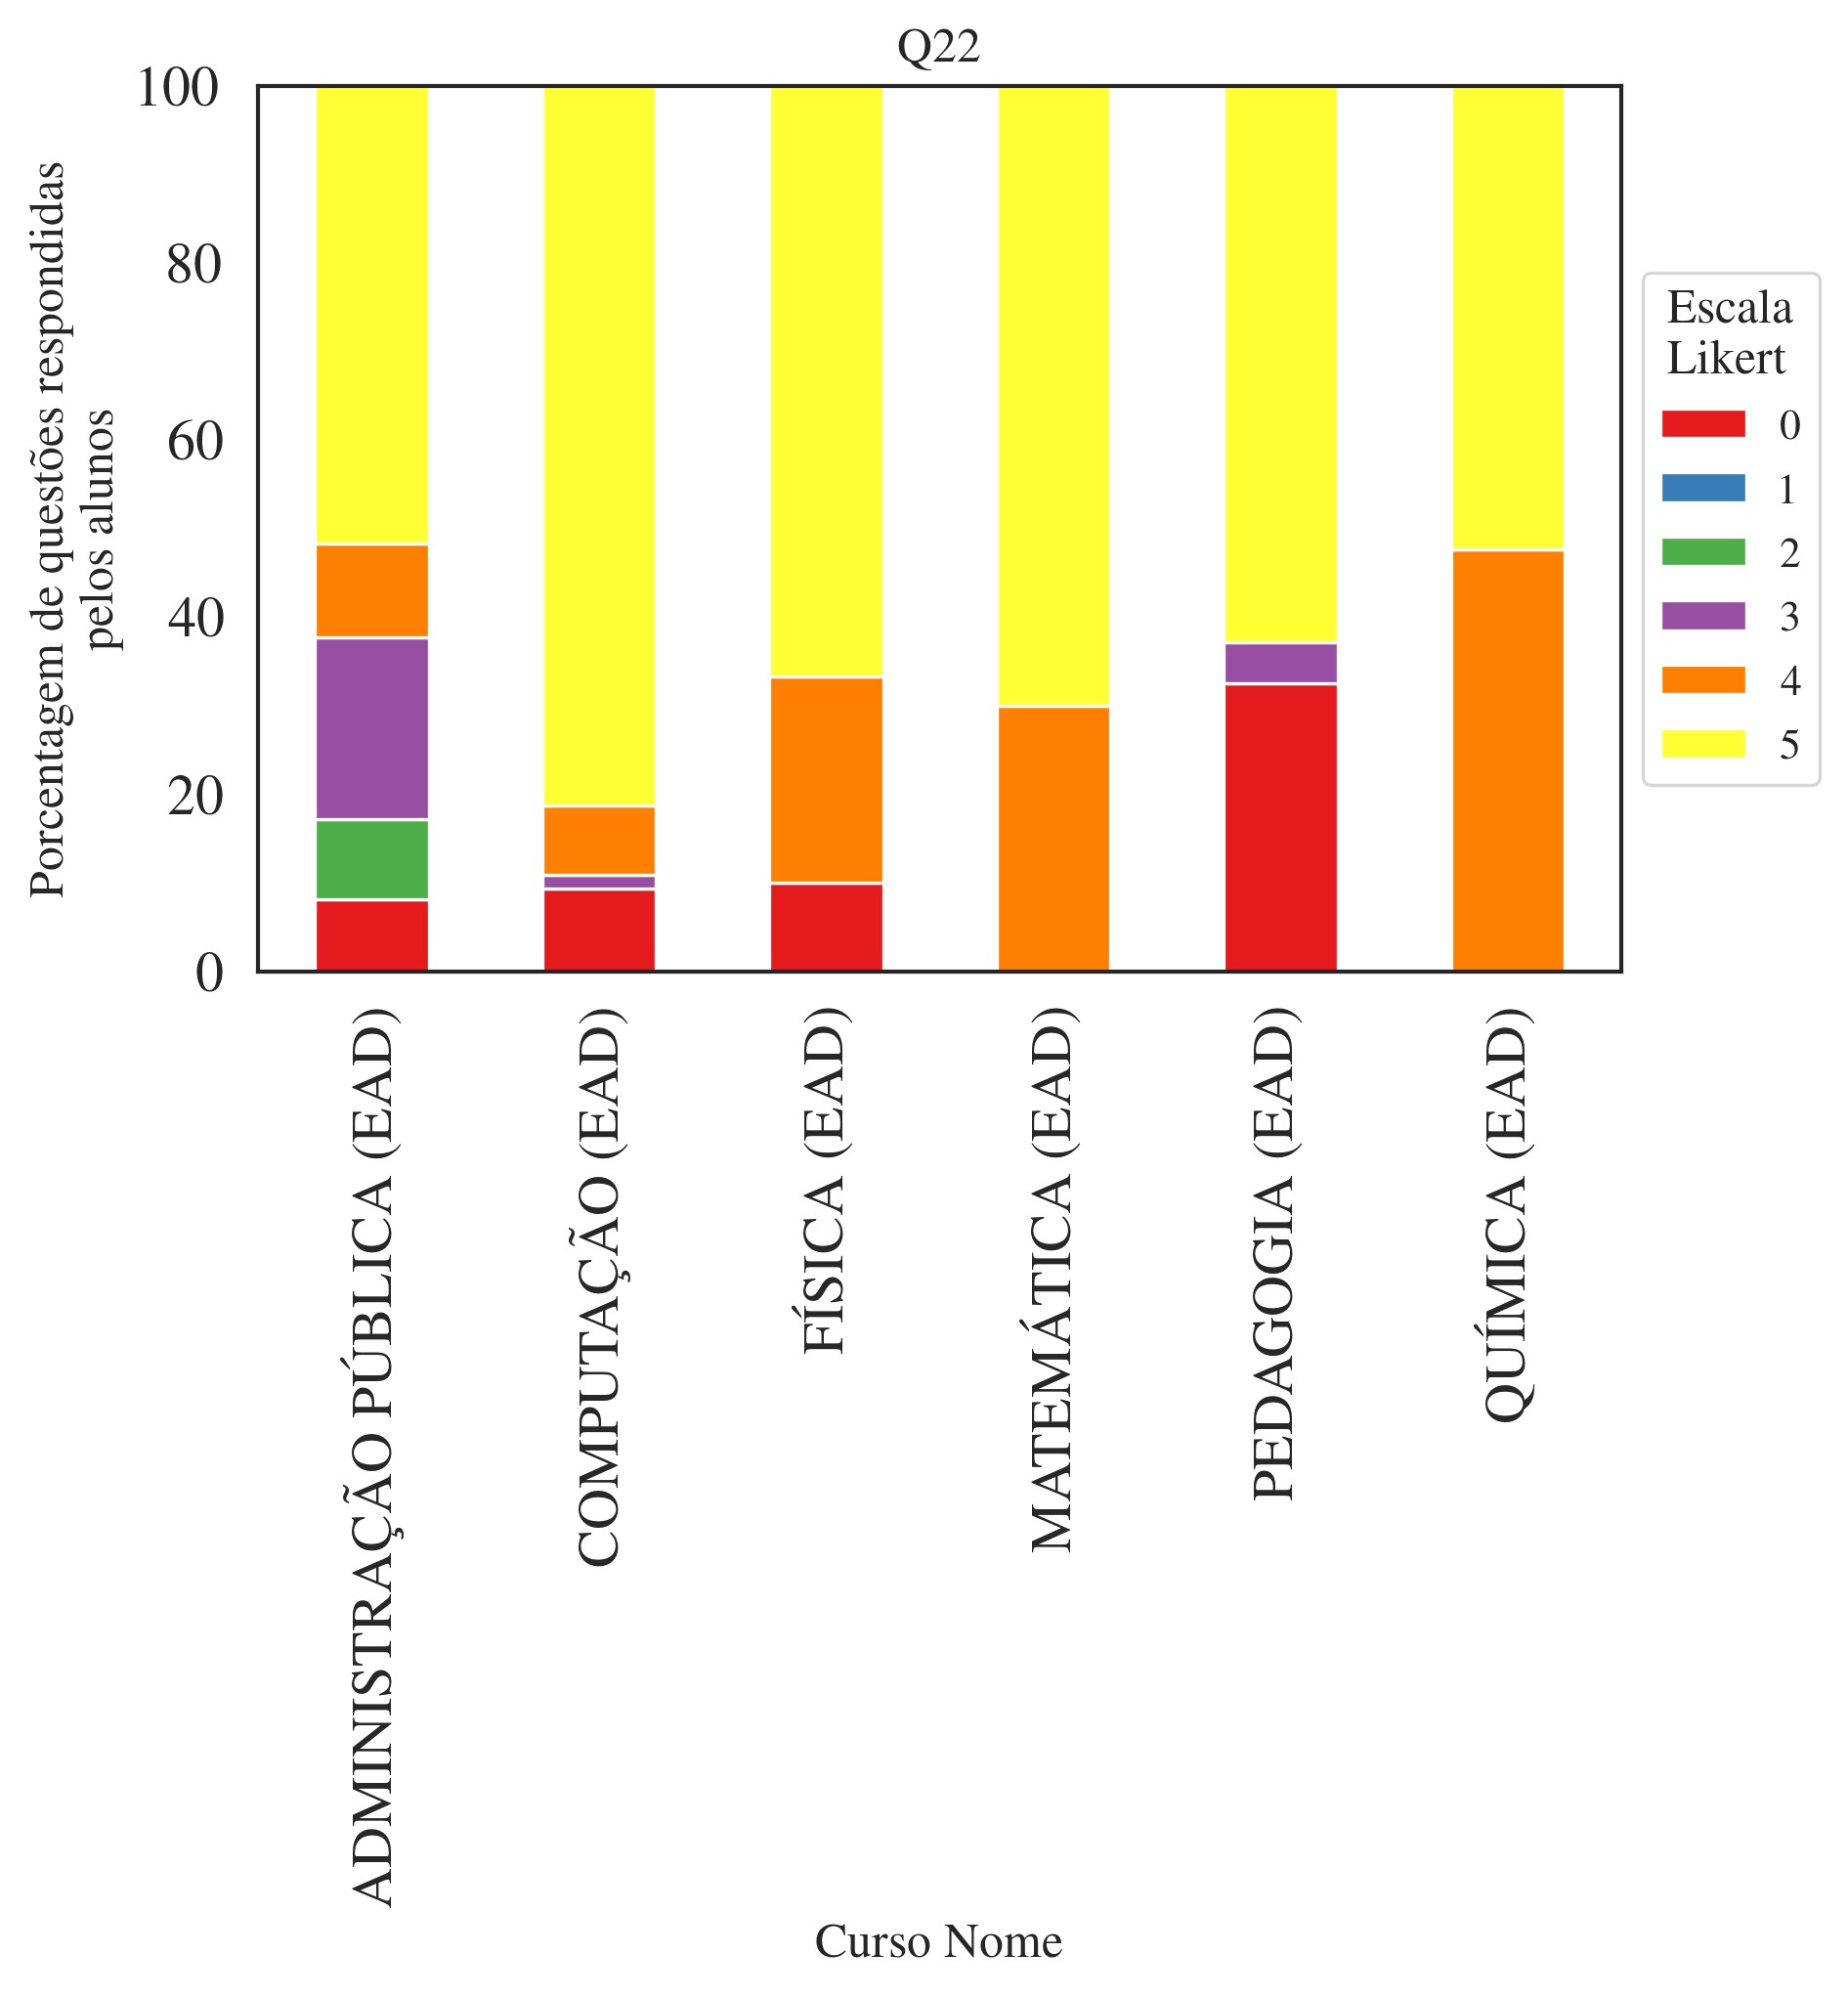 Q22
Porcentagem de questões respondidas
pelos alunos
100
80
60
40
20
0
Escala
Likert
0
1
2
3
4
5
ADMINISTRAÇÃO PÚBLICA (EAD)
COMPUTAÇÃO (EAD)
FÍSICA (EAD)
MATEMÁTICA (EAD)
PEDAGOGIA (EAD)
QUÍMICA (EAD)
Curso Nome